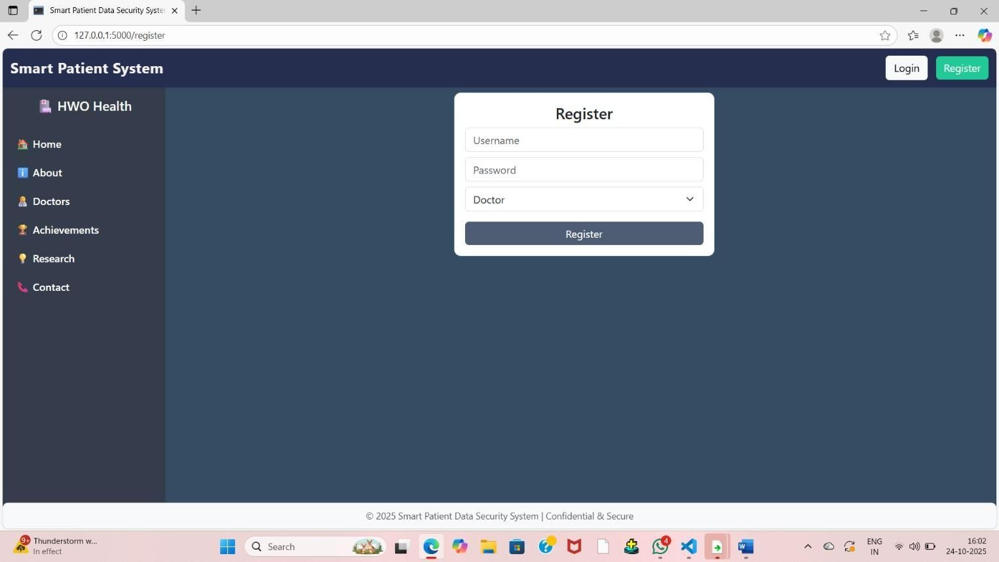 Smart Patient Data Security Syste
127.0.0.1:5000/register
Smart Patient System
Login
Register
HWO Health
Home
About
Doctors
Achievements
Research
Contact
Register
Username
Password
Doctor
Register
© 2025 Smart Patient Data Security System | Confidential & Secure
9+
Thunderstorm w...
In effect
Search
4
ENG
IN
16:02
24-10-2025